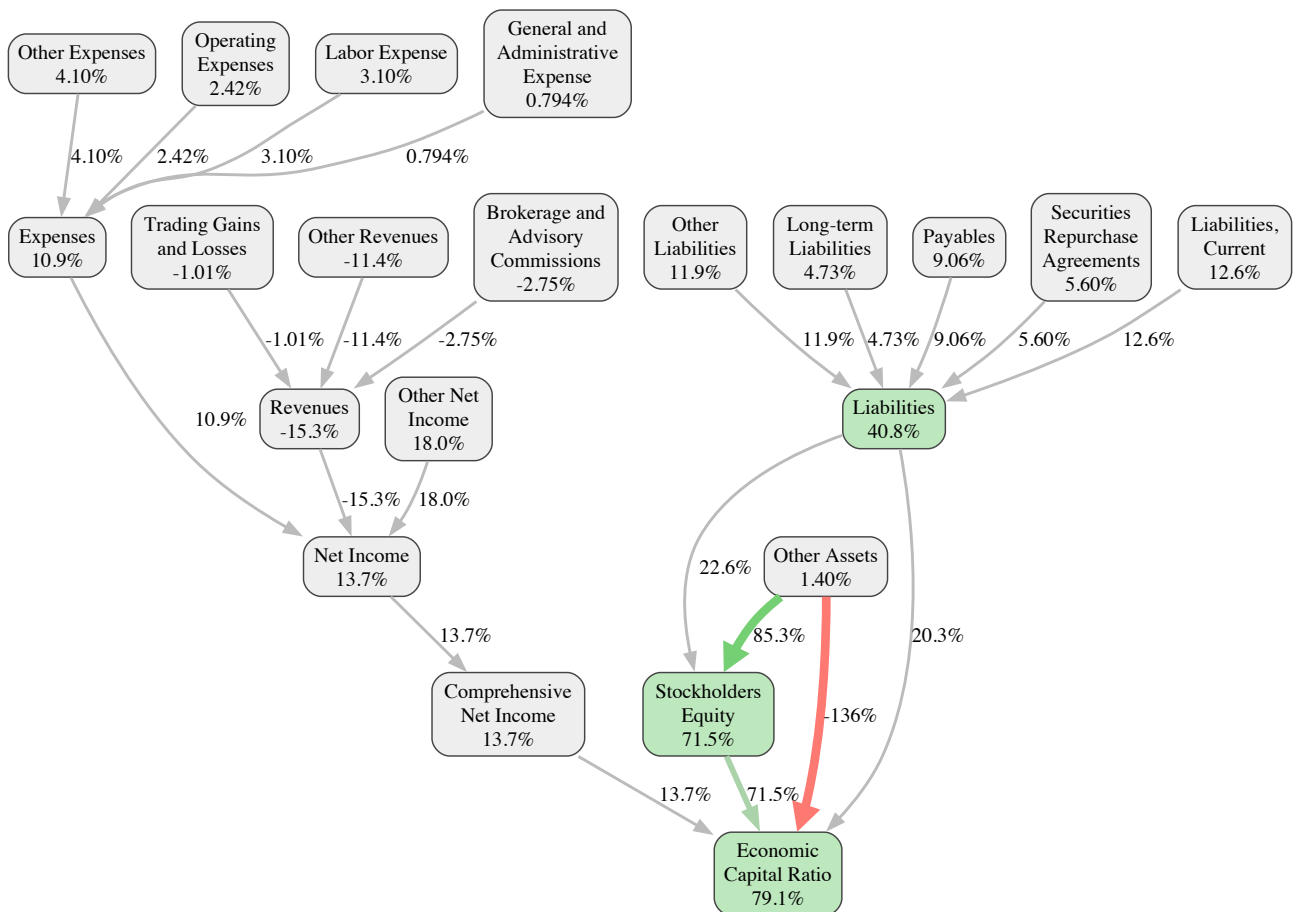 Other Expenses
4.10%
Operating
Expenses
2.42%
Labor Expense
3.10%
General and
Administrative
Expense
0.794%
4.10%
2.42%
3.10%
0.794%
Expenses
10.9%
Trading Gains
and Losses
-1.01%
Other Revenues
-11.4%
Brokerage and
Advisory
Commissions
-2.75%
Other
Liabilities
11.9%
Long-term
Liabilities
4.73%
Payables
9.06%
Securities
Repurchase
Agreements
5.60%
Liabilities,
Current
12.6%
-1.01%
-11.4%
-2.75%
11.9%
4.73%
9.06%
5.60%
12.6%
10.9%
Revenues
-15.3%
Other Net
Income
18.0%
Liabilities
40.8%
-15.3%
18.0%
Net Income
13.7%
22.6%
Other Assets
1.40%
13.7%
85.3%
20.3%
Comprehensive
Net Income
13.7%
Stockholders
Equity
71.5%
-136%
13.7%
71.5%
Economic
Capital Ratio
79.1%